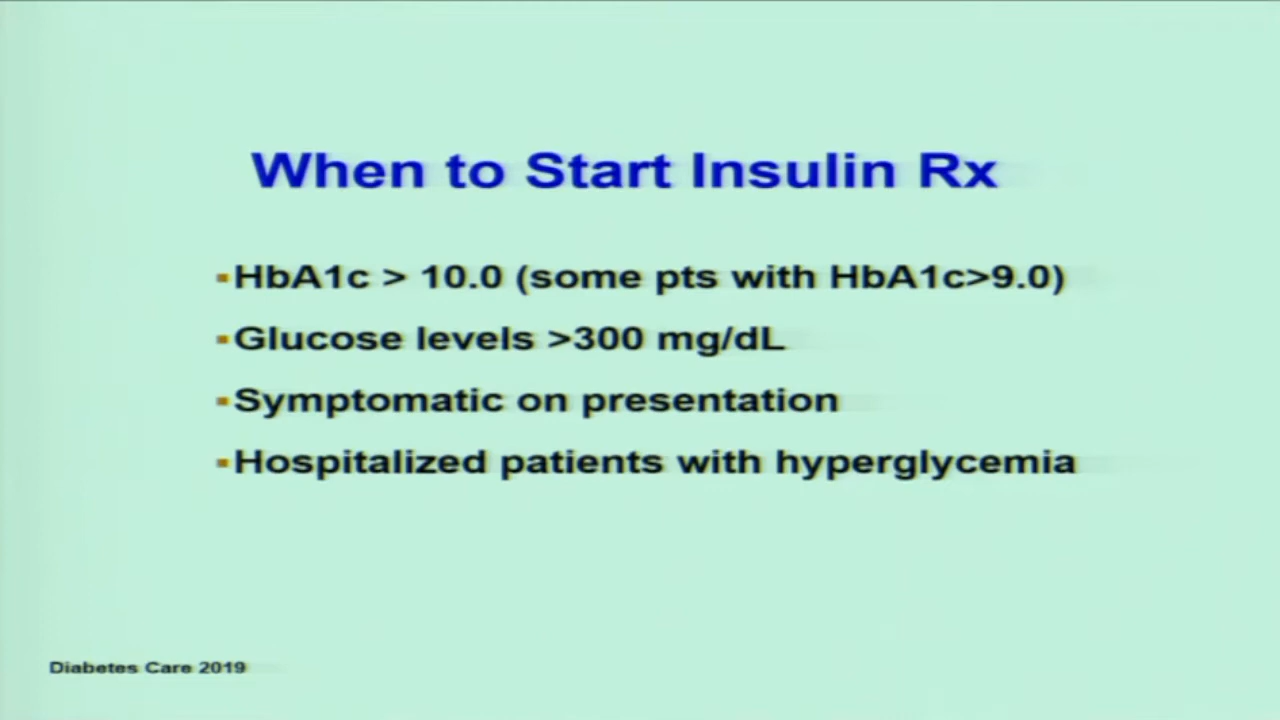 When to Start Insulin Rx
▪HbA1c > 10.0 (some pts with HbA1c>9.0)
▪Glucose levels >300 mg/dL
▪Symptomatic on presentation
▪Hospitalized patients with hyperglycemia
Diabetes Care 2019